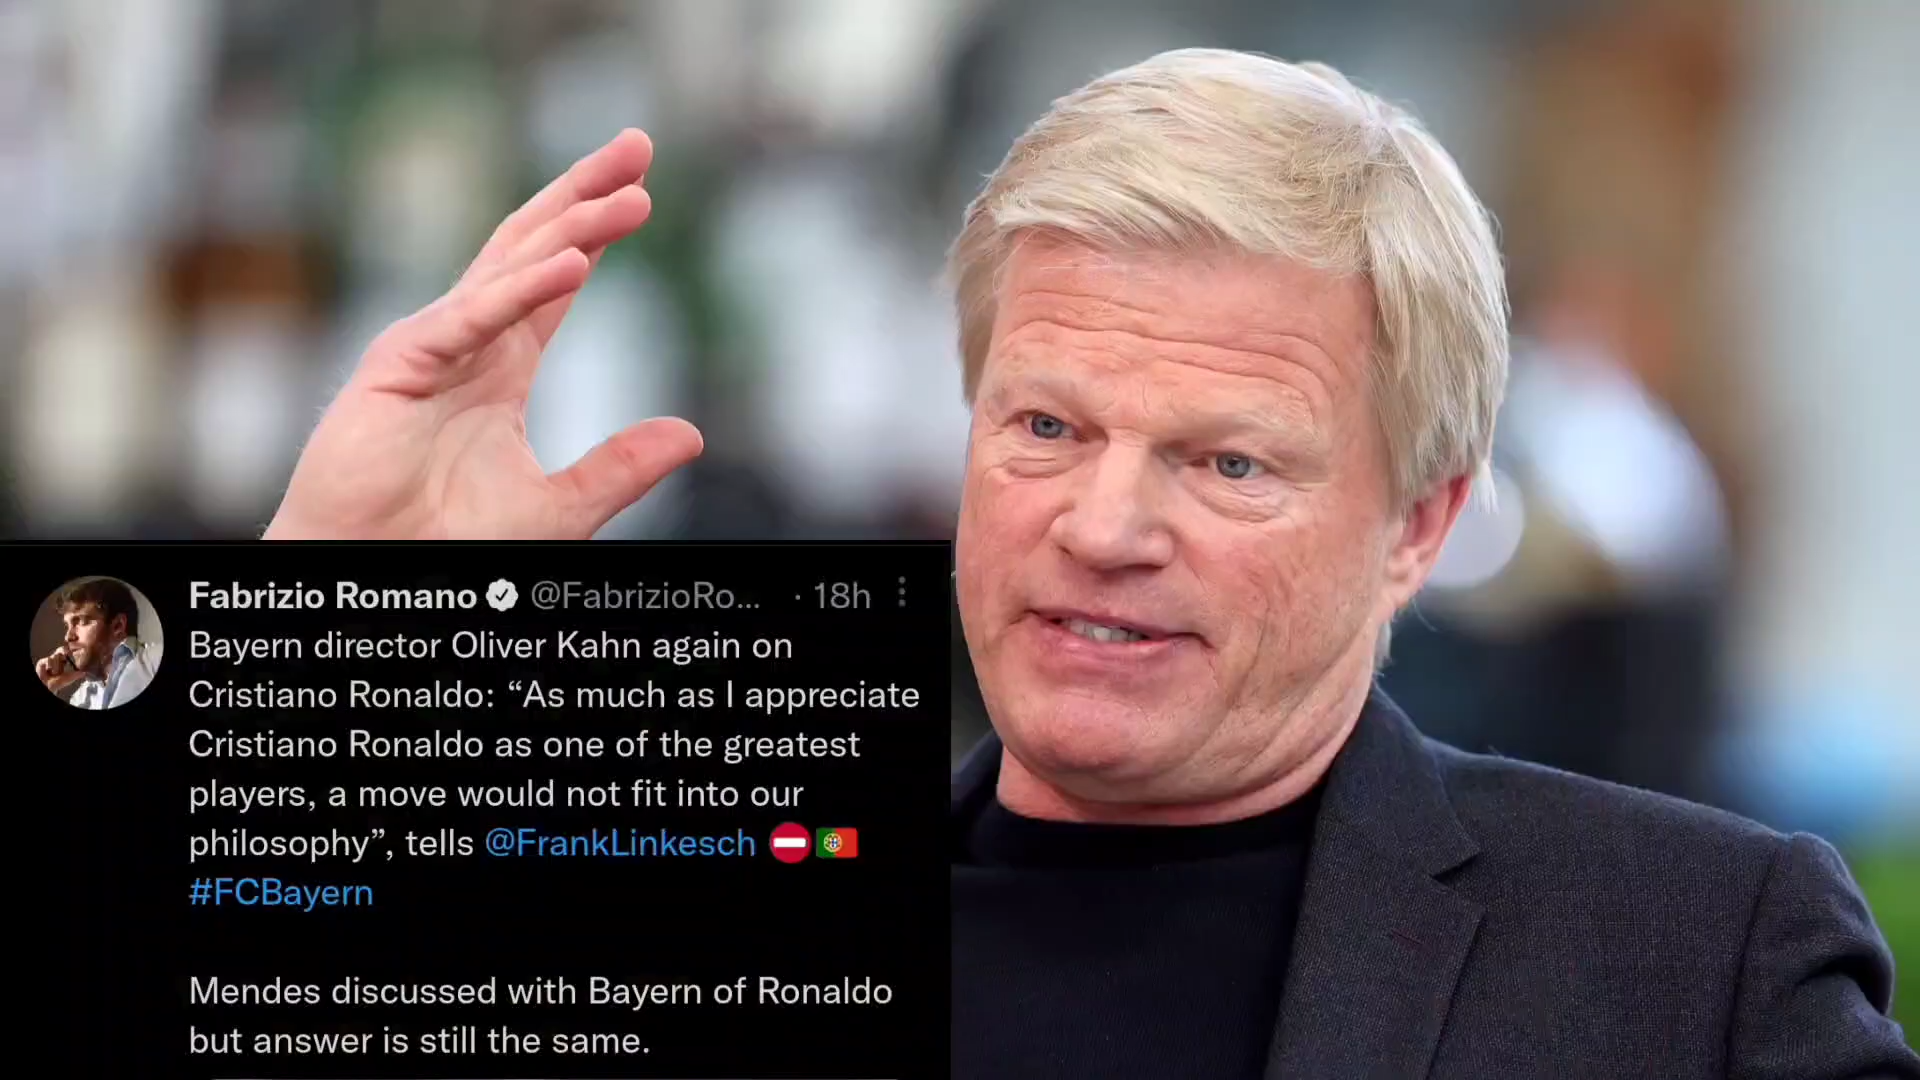 Fabrizio Romano @FabrizioRo... · 18h
Bayern director Oliver Kahn again on
Cristiano Ronaldo: “As much as I appreciate
Cristiano Ronaldo as one of the greatest
players, a move would not fit into our
philosophy”, tells @FrankLinkesch ⛔🇵🇹
#FCBayern
Mendes discussed with Bayern of Ronaldo
but answer is still the same.